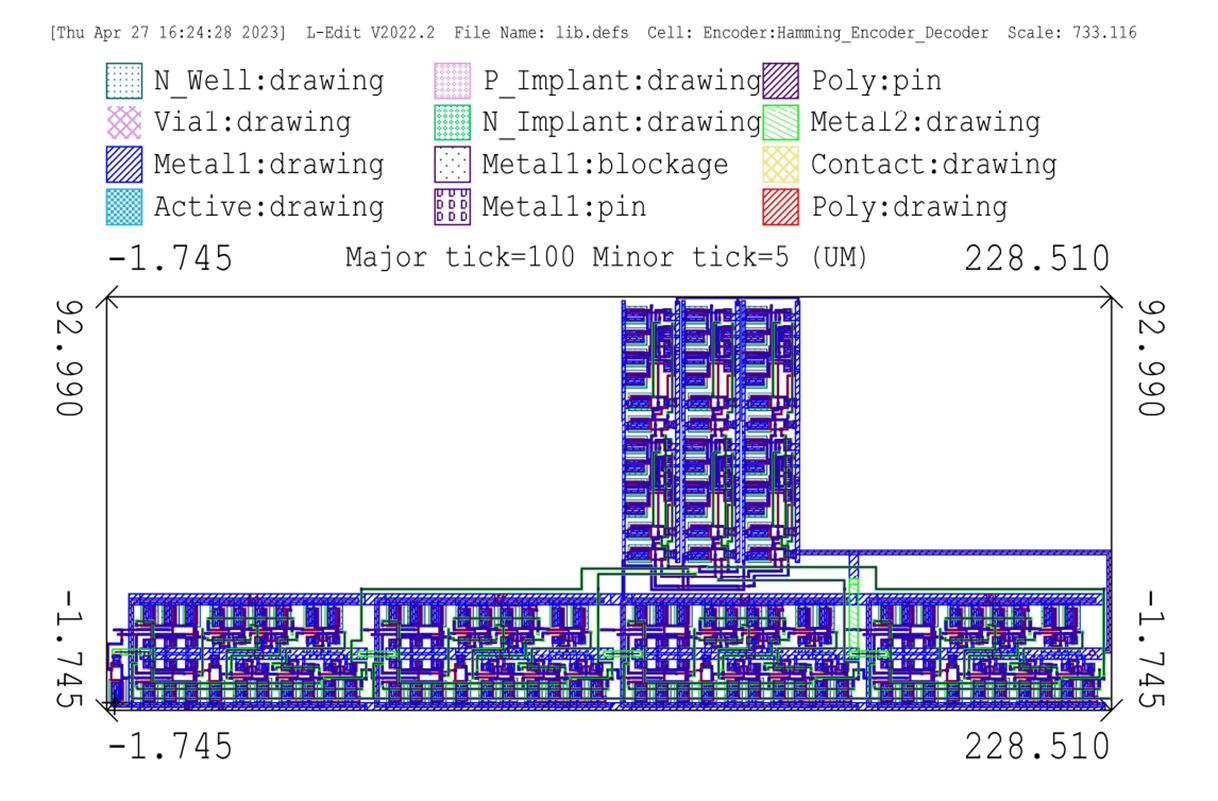 [Thu Apr 27 16:24:28 2023] L-Edit V2022.2 File Name: lib.defs Cell: Encoder:Hamming_Encoder_Decoder Scale: 733.116
N_Well:drawing P_Implant:drawing Poly:pin
Via1:drawing N_Implant:drawing Metal2:drawing
Metal1:drawing Metal1:blockage Contact:drawing
Active:drawing Metal1:pin Poly:drawing
-1.745 Major tick=100 Minor tick=5 (UM) 228.510
92.990 92.990
-1.745 -1.745
-1.745 228.510